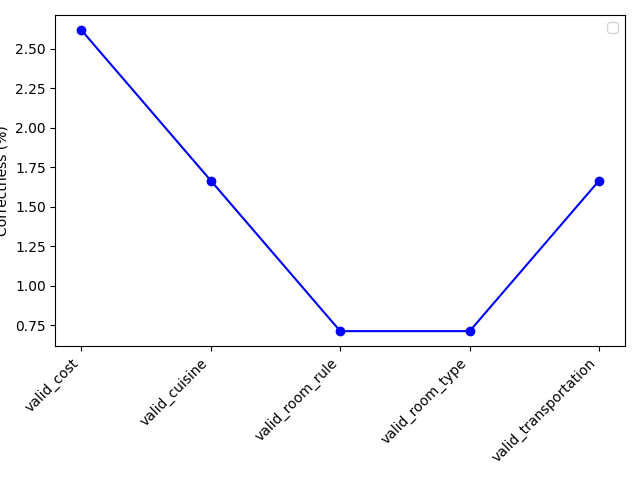 Correctness (%)
2.50
2.25
2.00
1.75
1.50
1.25
1.00
0.75
valid_cost
valid_cuisine
valid_room_rule
valid_room_type
valid_transportation